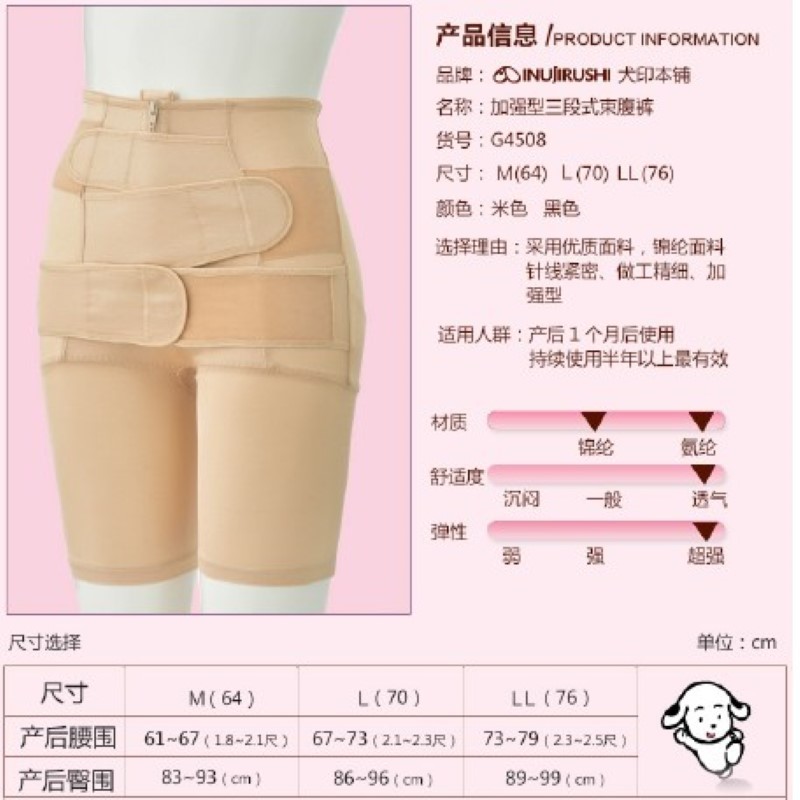 产品信息 /PRODUCT INFORMATION
品牌：INUJIRUSHI 犬印本铺
名称：加强型三段式束腹裤
货号：G4508
尺寸： M(64) L(70) LL(76)
颜色：米色 黑色
选择理由：采用优质面料，锦纶面料
针线紧密、做工精细、加
强型
适用人群：产后1个月后使用
持续使用半年以上最有效
材质
锦纶 氨纶
舒适度
沉闷 一般 透气
弹性
弱 强 超强
尺寸选择 单位：cm
尺寸 M(64) L(70) LL(76)
产后腰围 61~67(1.8~2.1尺) 67~73(2.1~2.3尺) 73~79(2.3~2.5尺)
产后臀围 83~93(cm) 86~96(cm) 89~99(cm)